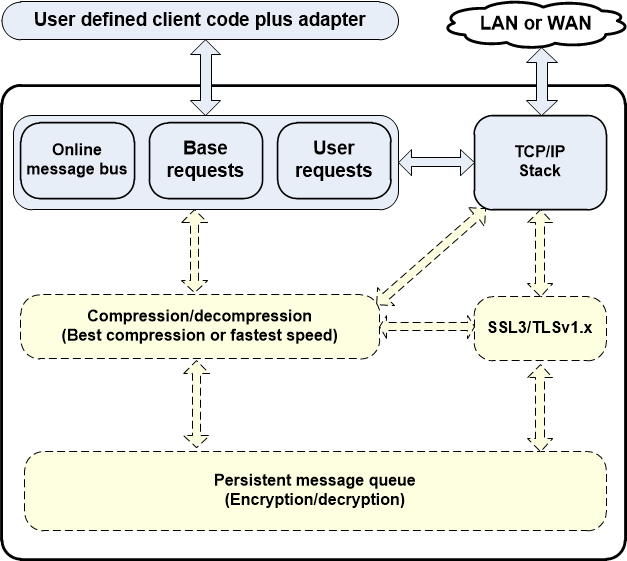 User defined client code plus adapter
LAN or WAN
Online
message bus
Base
requests
User
requests
TCP/IP
Stack
Compression/decompression
(Best compression or fastest speed)
SSL3/TLSv1.x
Persistent message queue
(Encryption/decryption)